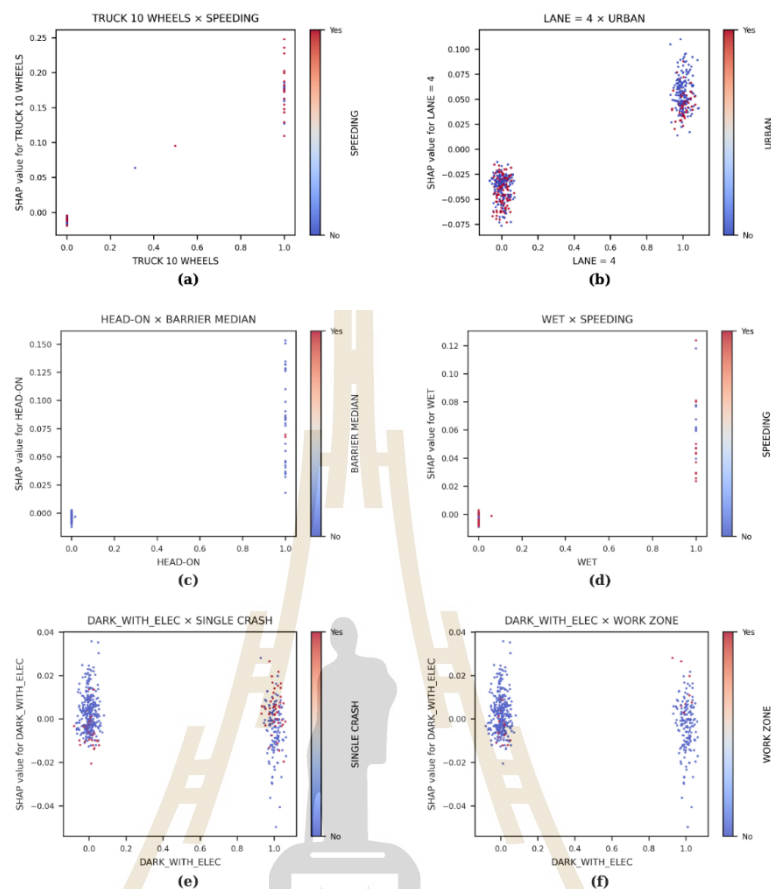 TRUCK 10 WHEELS × SPEEDING
Yes
0.25
0.20
0.15
0.10
0.05
0.00
SHAP value for TRUCK 10 WHEELS
SPEEDING
No
0.0 0.2 0.4 0.6 0.8 1.0
TRUCK 10 WHEELS
(a)
LANE = 4 × URBAN
Yes
0.100
0.075
0.050
0.025
0.000
−0.025
−0.050
−0.075
SHAP value for LANE = 4
URBAN
No
0.0 0.2 0.4 0.6 0.8 1.0
LANE = 4
(b)
HEAD-ON × BARRIER MEDIAN
Yes
0.150
0.125
0.100
0.075
0.050
0.025
0.000
SHAP value for HEAD-ON
BARRIER MEDIAN
No
0.0 0.2 0.4 0.6 0.8 1.0
HEAD-ON
(c)
WET × SPEEDING
Yes
0.12
0.10
0.08
0.06
0.04
0.02
0.00
SHAP value for WET
SPEEDING
No
0.0 0.2 0.4 0.6 0.8 1.0
WET
(d)
DARK_WITH_ELEC × SINGLE CRASH
Yes
0.04
0.02
0.00
−0.02
−0.04
SHAP value for DARK_WITH_ELEC
SINGLE CRASH
No
0.0 0.2 0.4 0.6 0.8 1.0
DARK_WITH_ELEC
(e)
DARK_WITH_ELEC × WORK ZONE
Yes
0.04
0.02
0.00
−0.02
−0.04
SHAP value for DARK_WITH_ELEC
WORK ZONE
No
0.0 0.2 0.4 0.6 0.8 1.0
DARK_WITH_ELEC
(f)